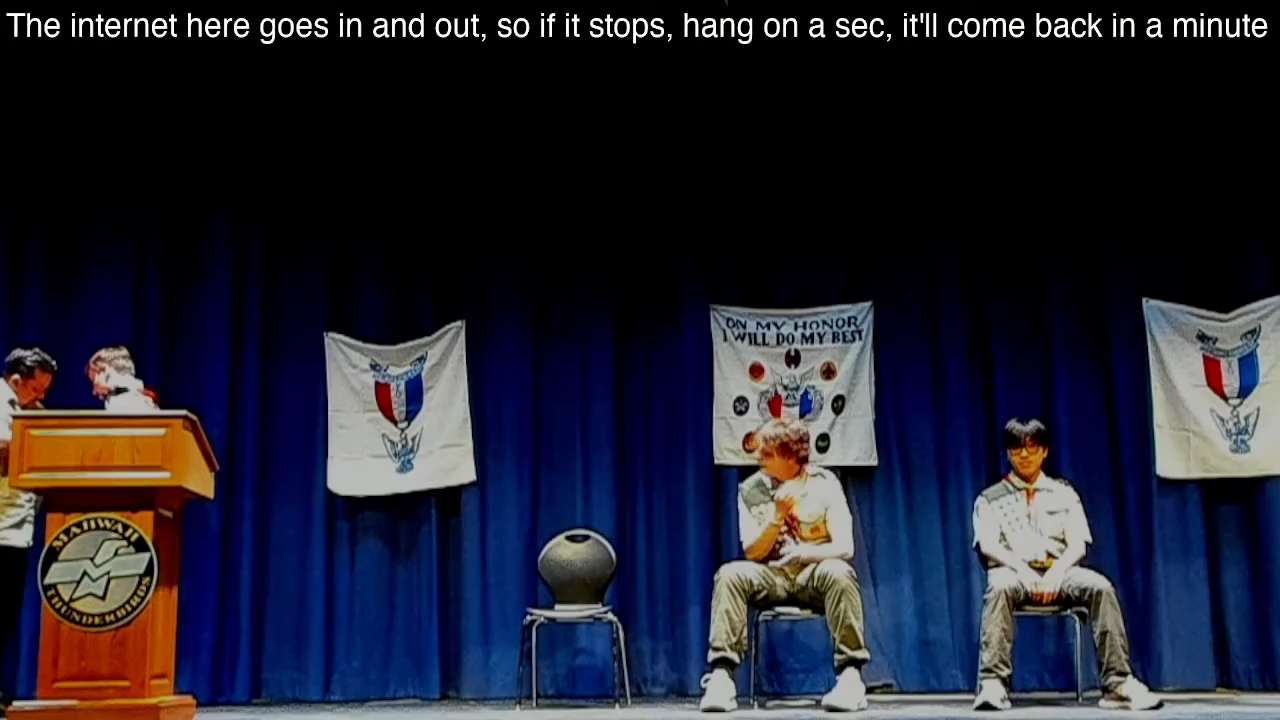 The internet here goes in and out, so if it stops, hang on a sec, it'll come back in a minute
ON MY HONOR
I WILL DO MY BEST
MAHWAH
THUNDERBIRDS